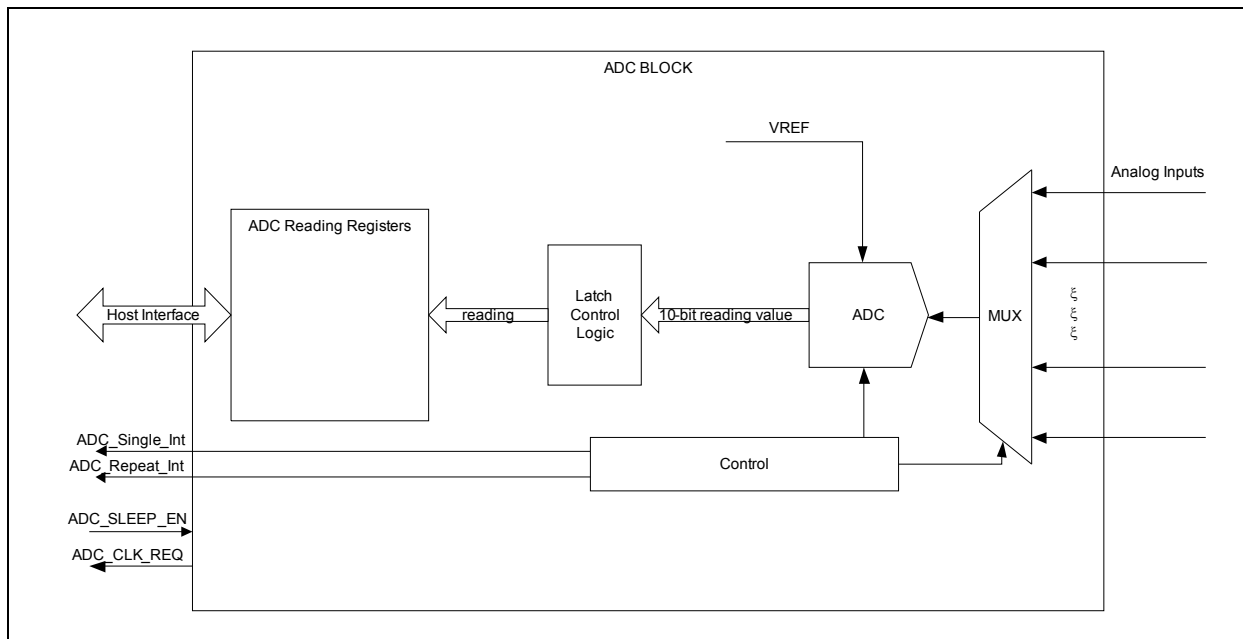 ADC BLOCK
VREF
Analog Inputs
ADC Reading Registers
Host Interface
reading
Latch
Control
Logic
10-bit reading value
ADC
MUX
ξ ξ ξ
ADC_Single_Int
ADC_Repeat_Int
Control
ADC_SLEEP_EN
ADC_CLK_REQ